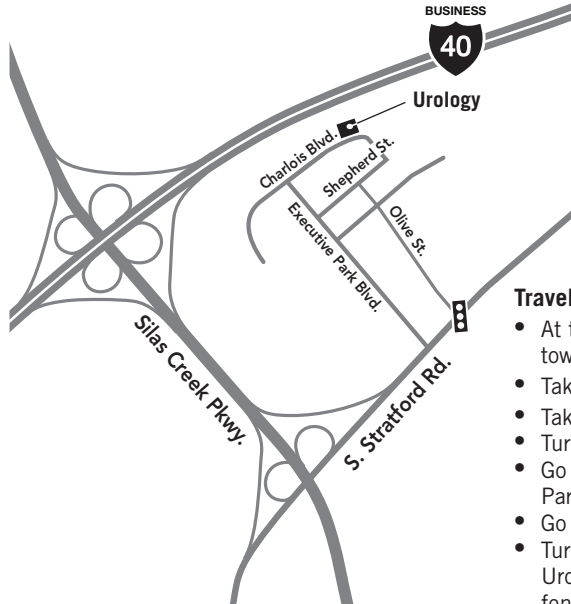 BUSINESS
40
Urology
Charlois Blvd.
Shepherd St.
Executive Park Blvd.
Olive St.
Silas Creek Pkwy.
S. Stratford Rd.
Travel
• At t
tow
• Tak
• Tak
• Tur
• Go
Par
• Go
• Tur
Uro
fen